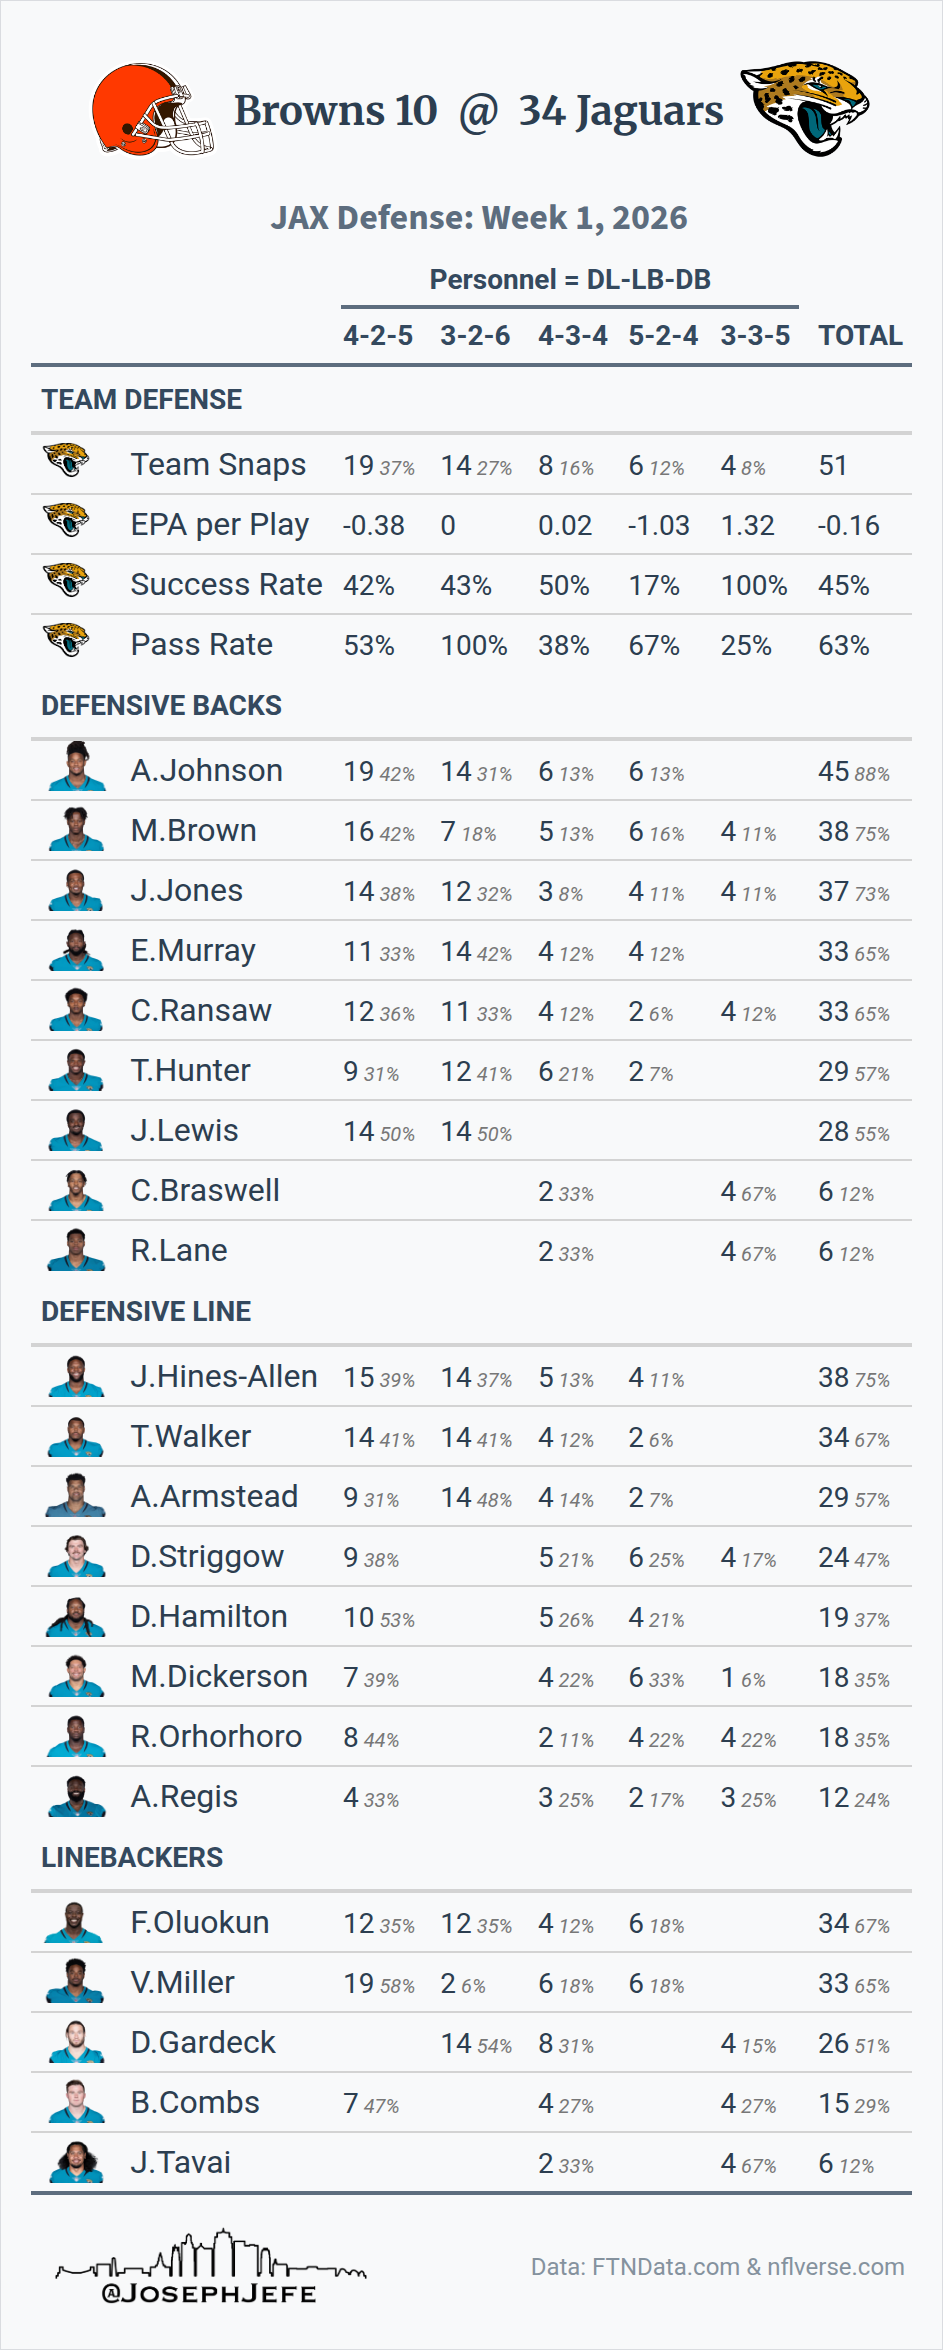 Browns 10 @ 34 Jaguars
JAX Defense: Week 1, 2026
Personnel = DL-LB-DB
4-2-5 3-2-6 4-3-4 5-2-4 3-3-5 TOTAL
TEAM DEFENSE
Team Snaps 19 37% 14 27% 8 16% 6 12% 4 8% 51
EPA per Play -0.38 0 0.02 -1.03 1.32 -0.16
Success Rate 42% 43% 50% 17% 100% 45%
Pass Rate 53% 100% 38% 67% 25% 63%
DEFENSIVE BACKS
A.Johnson 19 42% 14 31% 6 13% 6 13% 45 88%
M.Brown 16 42% 7 18% 5 13% 6 16% 4 11% 38 75%
J.Jones 14 38% 12 32% 3 8% 4 11% 4 11% 37 73%
E.Murray 11 33% 14 42% 4 12% 4 12% 33 65%
C.Ransaw 12 36% 11 33% 4 12% 2 6% 4 12% 33 65%
T.Hunter 9 31% 12 41% 6 21% 2 7% 29 57%
J.Lewis 14 50% 14 50% 28 55%
C.Braswell 2 33% 4 67% 6 12%
R.Lane 2 33% 4 67% 6 12%
DEFENSIVE LINE
J.Hines-Allen 15 39% 14 37% 5 13% 4 11% 38 75%
T.Walker 14 41% 14 41% 4 12% 2 6% 34 67%
A.Armstead 9 31% 14 48% 4 14% 2 7% 29 57%
D.Striggow 9 38% 5 21% 6 25% 4 17% 24 47%
D.Hamilton 10 53% 5 26% 4 21% 19 37%
M.Dickerson 7 39% 4 22% 6 33% 1 6% 18 35%
R.Orhorhoro 8 44% 2 11% 4 22% 4 22% 18 35%
A.Regis 4 33% 3 25% 2 17% 3 25% 12 24%
LINEBACKERS
F.Oluokun 12 35% 12 35% 4 12% 6 18% 34 67%
V.Miller 19 58% 2 6% 6 18% 6 18% 33 65%
D.Gardeck 14 54% 8 31% 4 15% 26 51%
B.Combs 7 47% 4 27% 4 27% 15 29%
J.Tavai 2 33% 4 67% 6 12%
@JOSEPHJEFE
Data: FTNData.com & nflverse.com